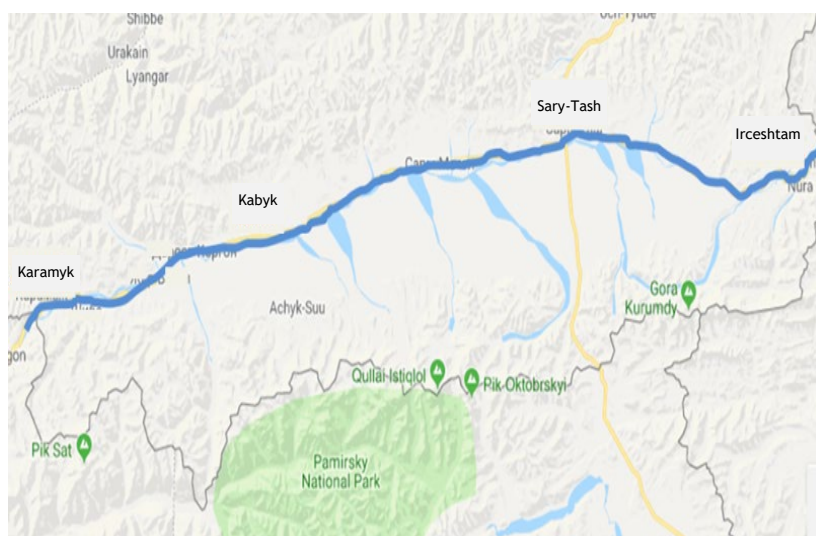 Shibbe
Urakain
Lyangar
Sary-Tash
Irceshtam
Kabyk
Nura
Karamyk
Achyk-Suu
Gora
Kurumdy
gon
Qullai Istiqlol
Pik Oktobrskyi
Pik Sat
Pamirsky
National Park